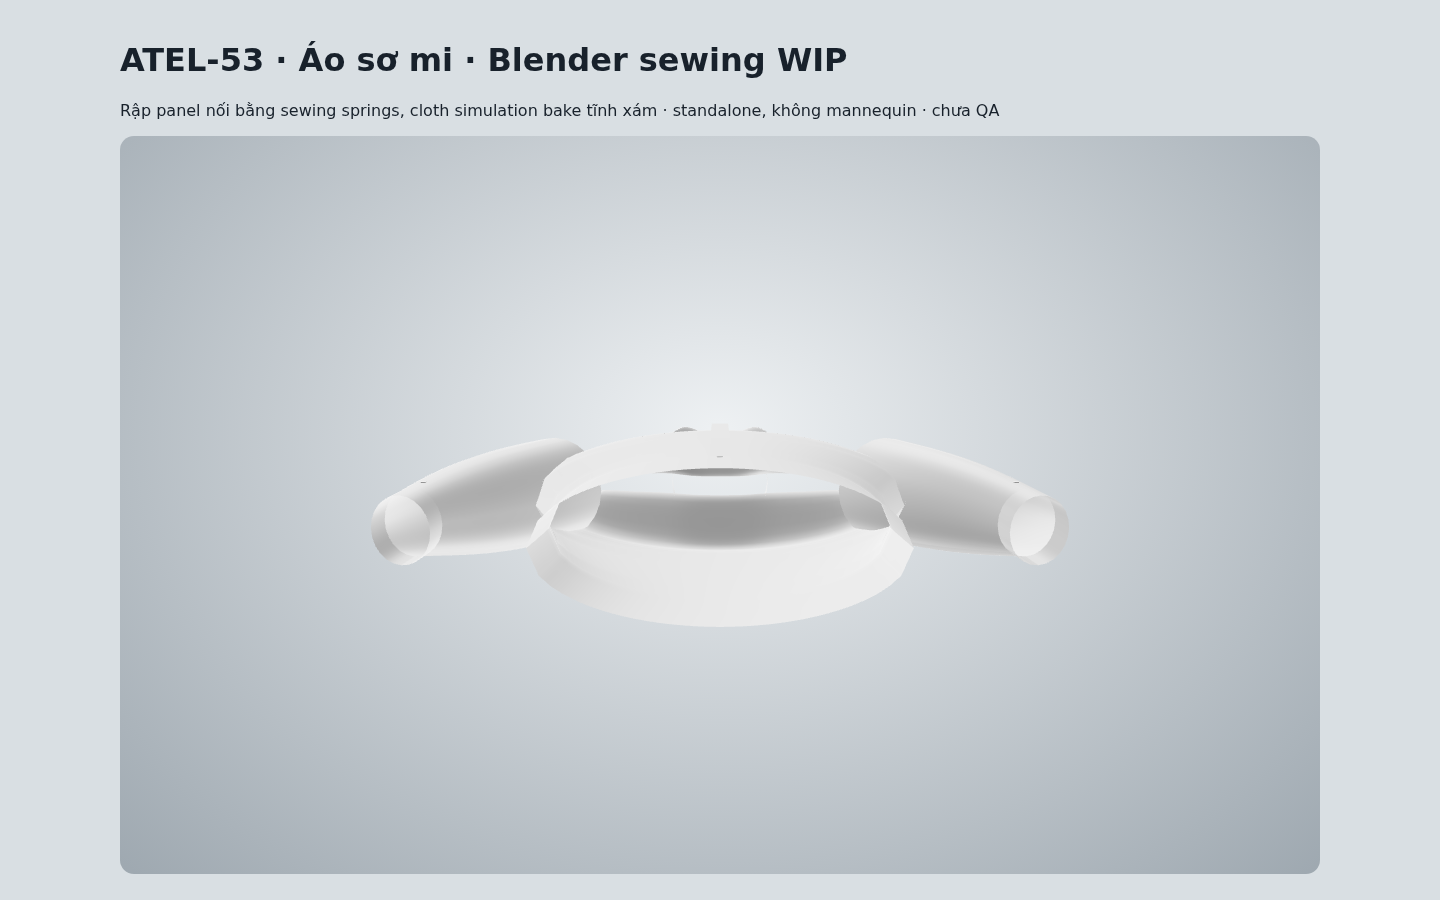 ATEL-53 · Áo sơ mi · Blender sewing WIP
Rập panel nối bằng sewing springs, cloth simulation bake tĩn xám · standalone, không mannequin · chưa QA